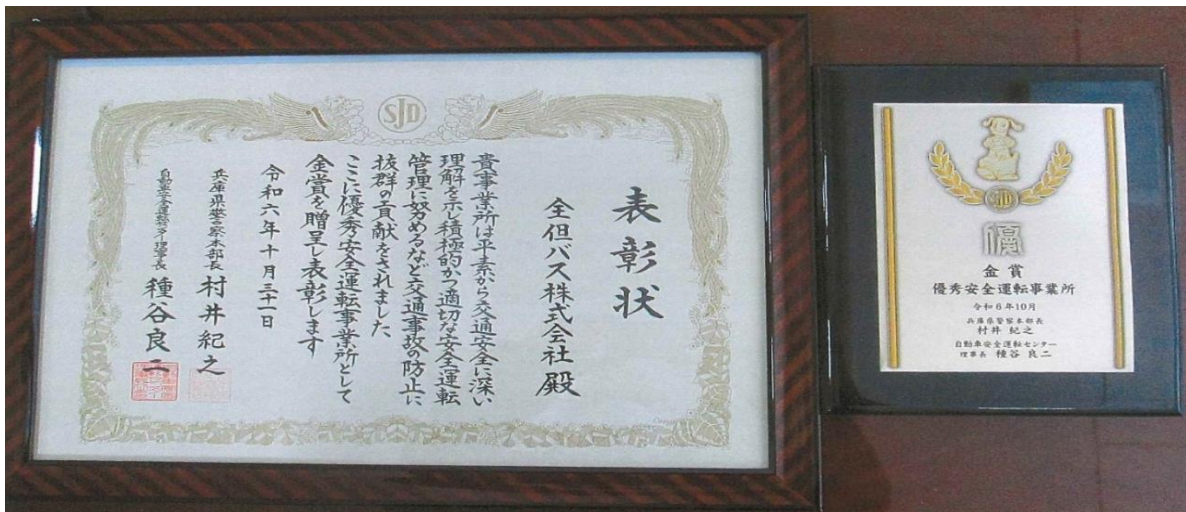 SJD
表彰状
全但バス株式会社 殿
貴事業所は平素から交通安全に深い
理解を示し積極的かつ適切な安全運転
管理に努めるなど交通事故の防止に
抜群の貢献をされました
ここに優秀安全運転事業所として
金賞を贈呈し表彰します
令和六年十月三十一日
兵庫県警察本部長 村井紀之
自動車安全運転センター理事長 種谷良二
SJD
優
金賞
優秀安全運転事業所
令和6年10月
兵庫県警察本部長
村井 紀之
自動車安全運転センター
理事長 種谷 良二